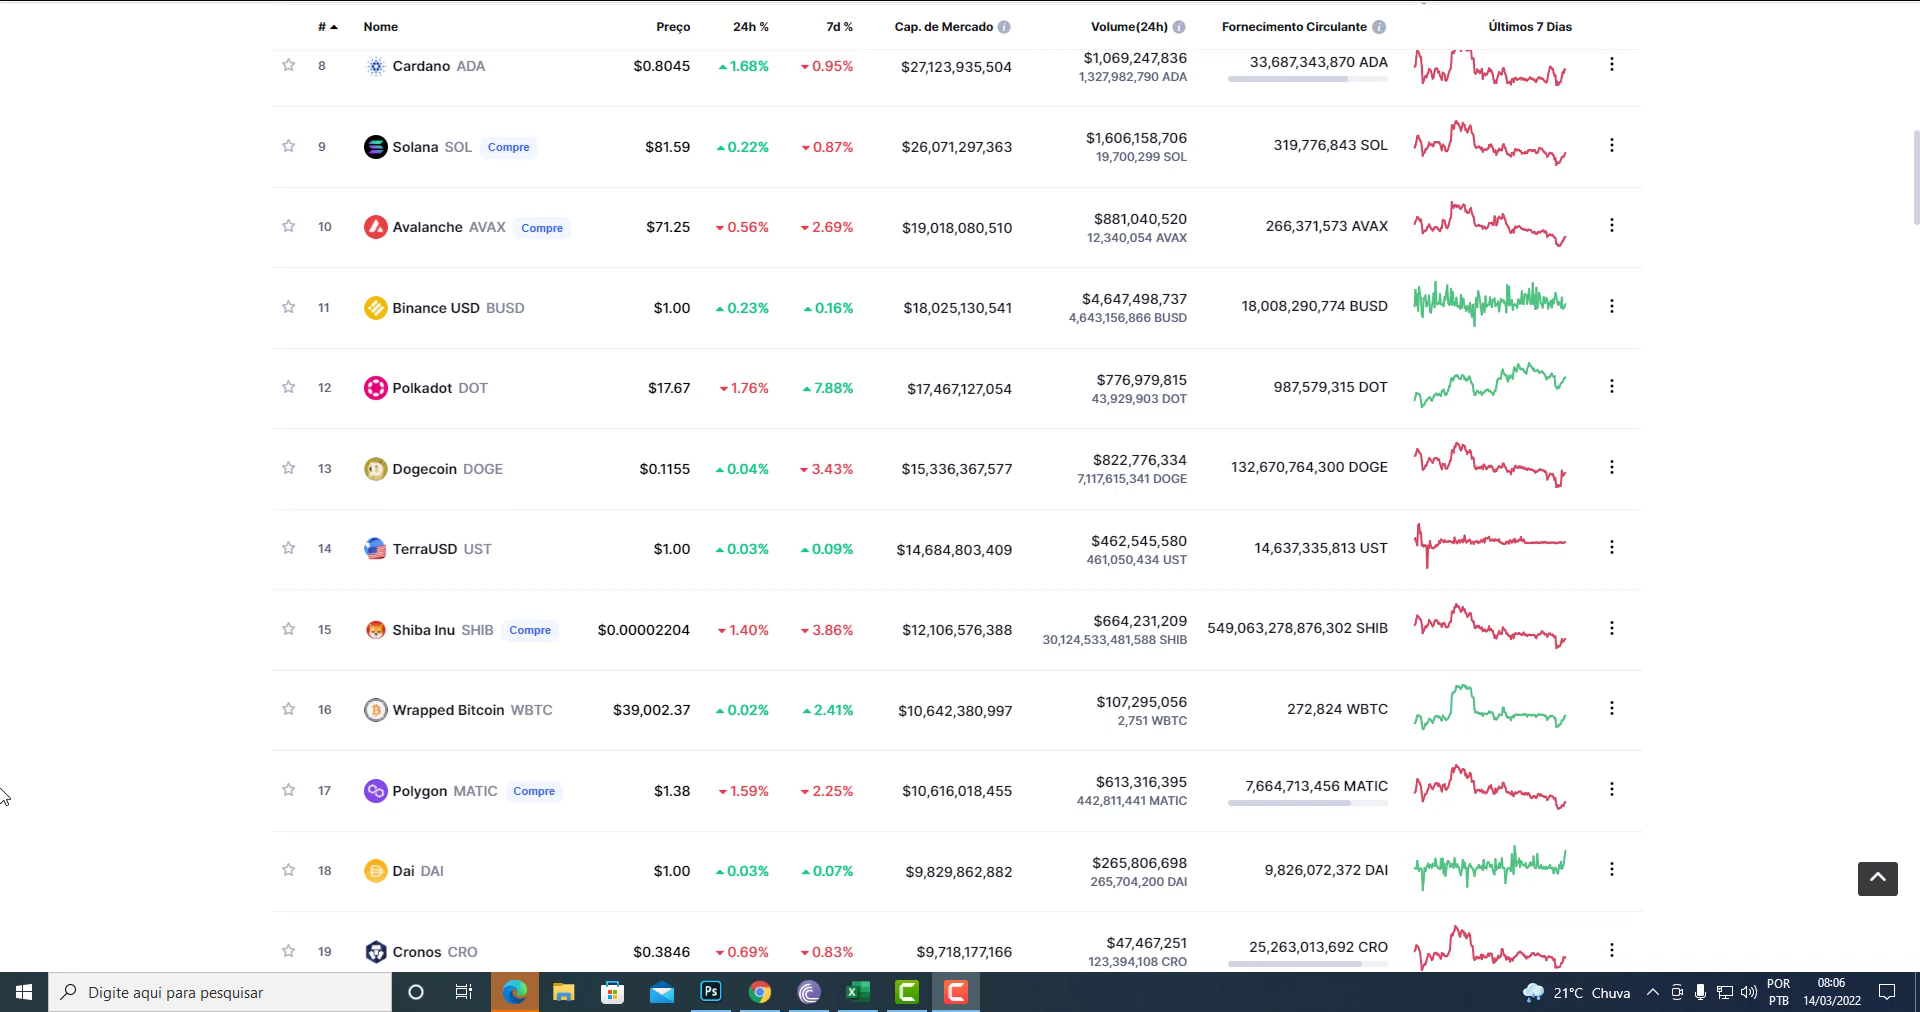 # Nome Preço 24h % 7d % Cap. de Mercado Volume(24h) Fornecimento Circulante Últimos 7 Dias
8 Cardano ADA $0.8045 1.68% 0.95% $27,123,935,504 $1,069,247,836 33,687,343,870 ADA
1,327,982,790 ADA
9 Solana SOL Compre $81.59 0.22% 0.87% $26,071,297,363 $1,606,158,706 319,776,843 SOL
19,700,299 SOL
10 Avalanche AVAX Compre $71.25 0.56% 2.69% $19,018,080,510 $881,040,520 266,371,573 AVAX
12,340,054 AVAX
11 Binance USD BUSD $1.00 0.23% 0.16% $18,025,130,541 $4,647,498,737 18,008,290,774 BUSD
4,643,156,866 BUSD
12 Polkadot DOT $17.67 1.76% 7.88% $17,467,127,054 $776,979,815 987,579,315 DOT
43,929,903 DOT
13 Dogecoin DOGE $0.1155 0.04% 3.43% $15,336,367,577 $822,776,334 132,670,764,300 DOGE
7,117,615,341 DOGE
14 TerraUSD UST $1.00 0.03% 0.09% $14,684,803,409 $462,545,580 14,637,335,813 UST
461,050,434 UST
15 Shiba Inu SHIB Compre $0.00002204 1.40% 3.86% $12,106,576,388 $664,231,209 549,063,278,876,302 SHIB
30,124,533,481,588 SHIB
16 Wrapped Bitcoin WBTC $39,002.37 0.02% 2.41% $10,642,380,997 $107,295,056 272,824 WBTC
2,751 WBTC
17 Polygon MATIC Compre $1.38 1.59% 2.25% $10,616,018,455 $613,316,395 7,664,713,456 MATIC
442,811,441 MATIC
18 Dai DAI $1.00 0.03% 0.07% $9,829,862,882 $265,806,698 9,826,072,372 DAI
265,704,200 DAI
19 Cronos CRO $0.3846 0.69% 0.83% $9,718,177,166 $47,467,251 25,263,013,692 CRO
123,394,108 CRO
Digite aqui para pesquisar
Ps
21°C Chuva
POR
PTB
08:06
14/03/2022